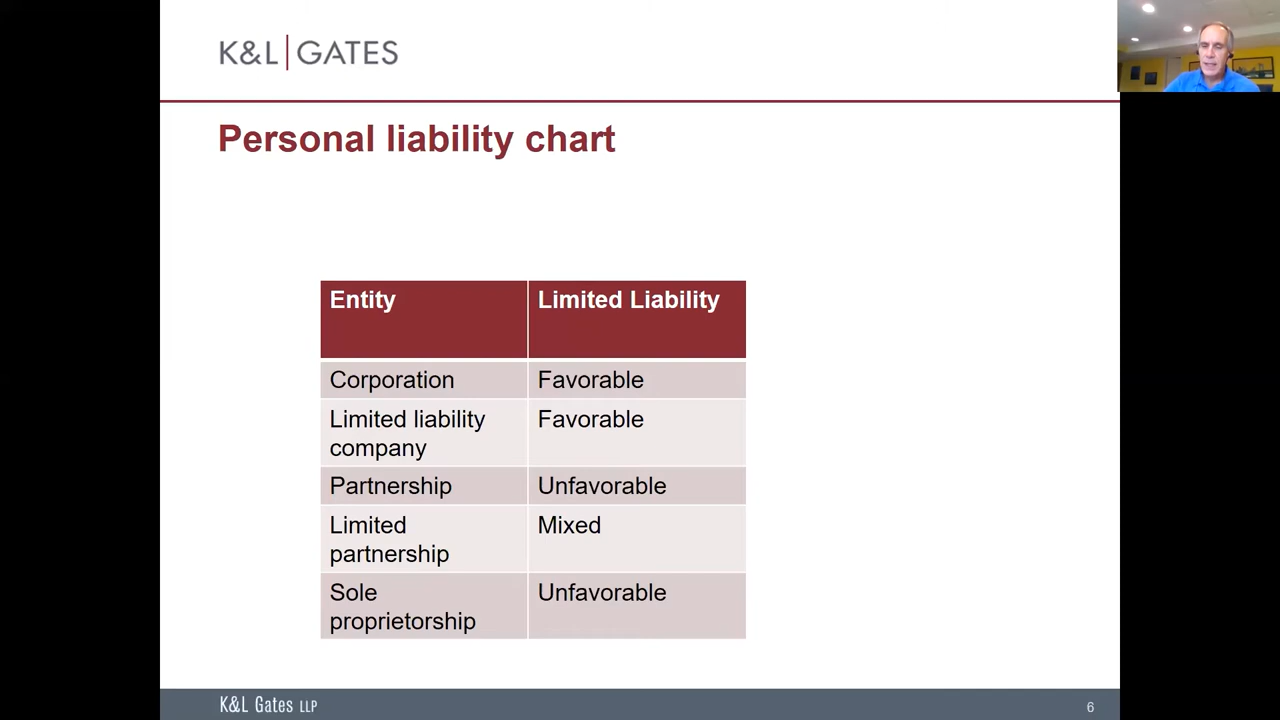 K&L|GATES
Personal liability chart
Entity Limited Liability
Corporation Favorable
Limited liability Favorable
company
Partnership Unfavorable
Limited Mixed
partnership
Sole Unfavorable
proprietorship
K&L Gates LLP 6